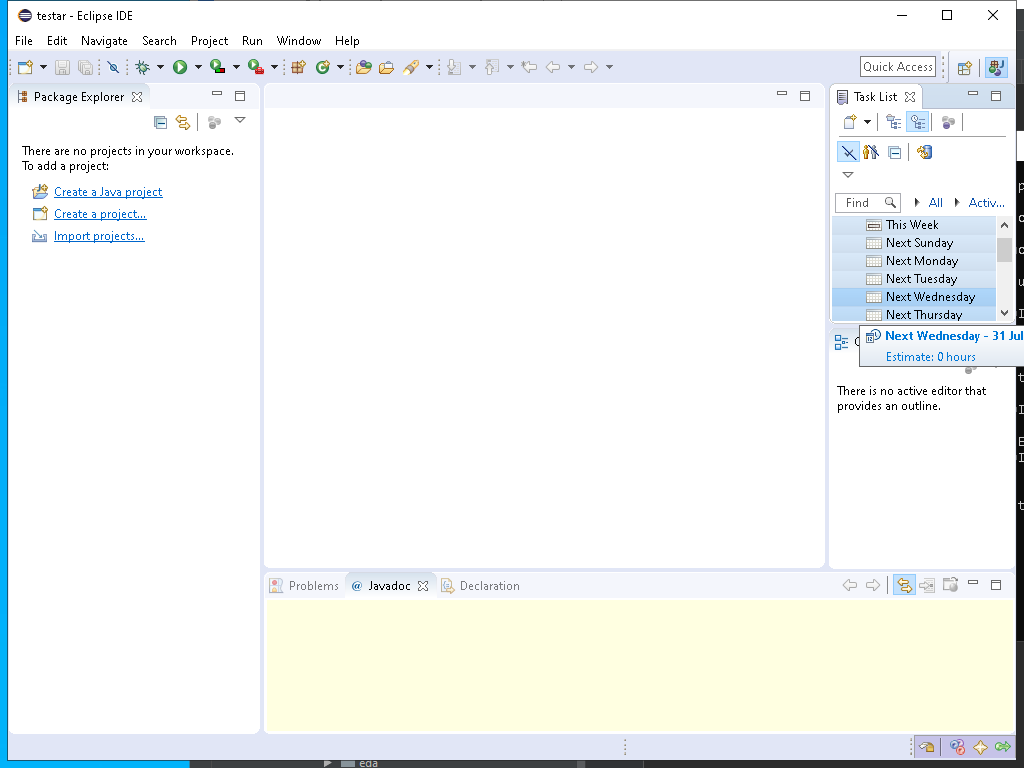 testar - Eclipse IDE
File Edit Navigate Search Project Run Window Help
Quick Access
Package Explorer
There are no projects in your workspace.
To add a project:
Create a Java project
Create a project...
Import projects...
Task List
Find All Activ...
This Week
Next Sunday
Next Monday
Next Tuesday
Next Wednesday
Next Thursday
Next Wednesday - 31 Jul
Estimate: 0 hours
There is no active editor that
provides an outline.
Problems @ Javadoc Declaration
eda